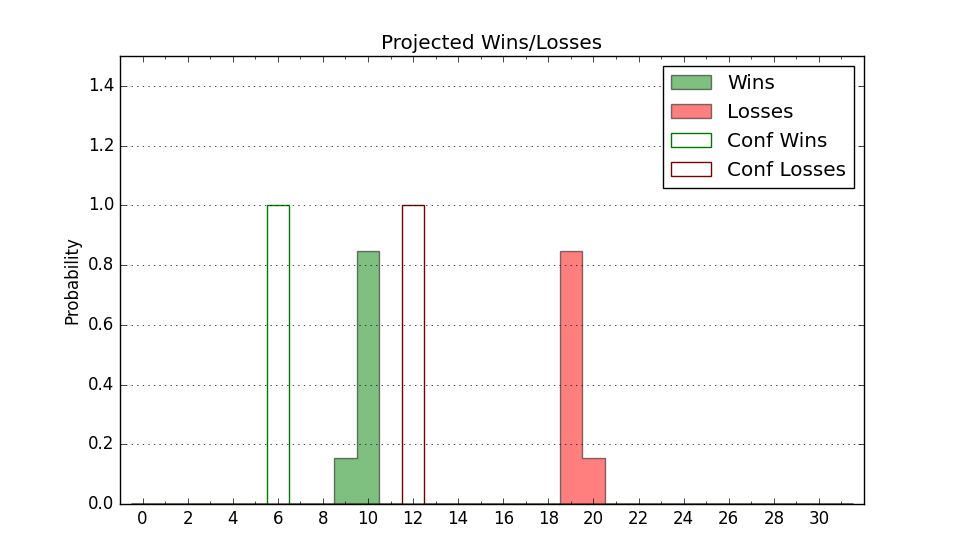 Projected Wins/Losses
Wins
Losses
Conf Wins
Conf Losses
Probability
1.4
1.2
1.0
0.8
0.6
0.4
0.2
0.0
0 2 4 6 8 10 12 14 16 18 20 22 24 26 28 30